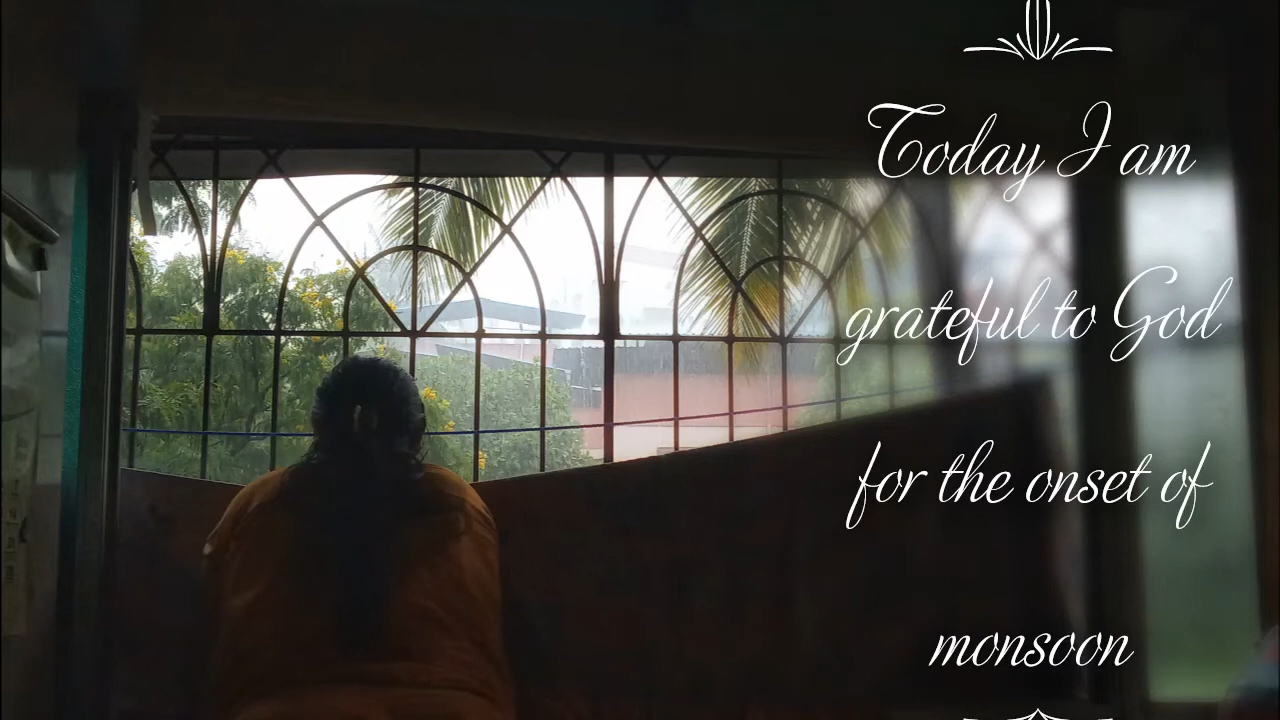 Today I am
grateful to God
for the onset of
monsoon